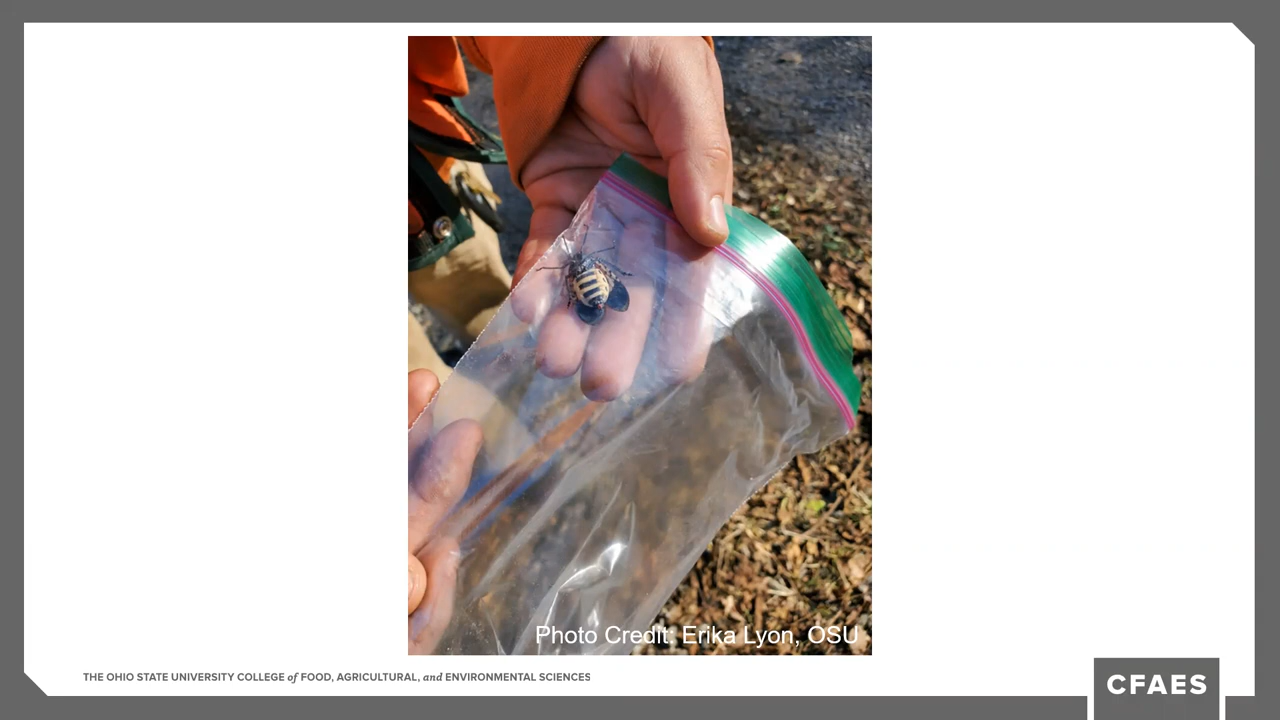 Photo Credit: Erika Lyon, OSU
THE OHIO STATE UNIVERSITY COLLEGE of FOOD, AGRICULTURAL, and ENVIRONMENTAL SCIENCES
CFAES